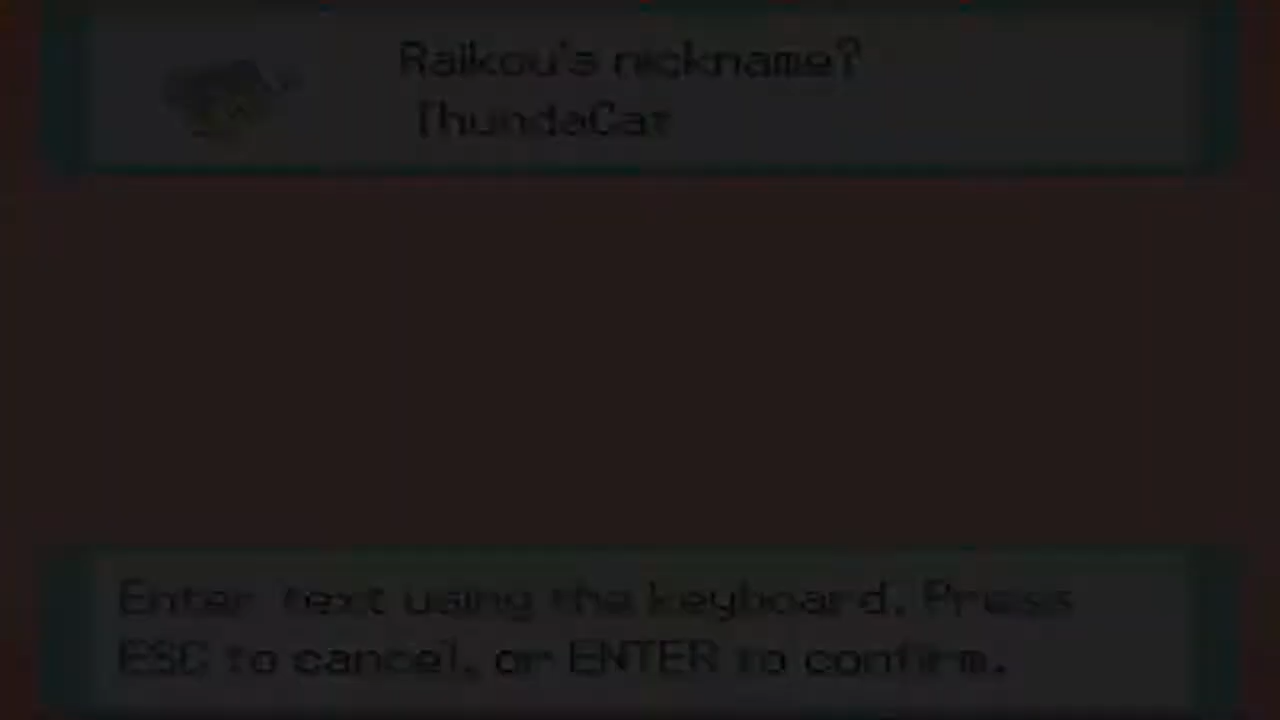 Raikou's nickname?
ThundaCat
Enter text using the keyboard. Press
ESC to cancel, or ENTER to confirm.